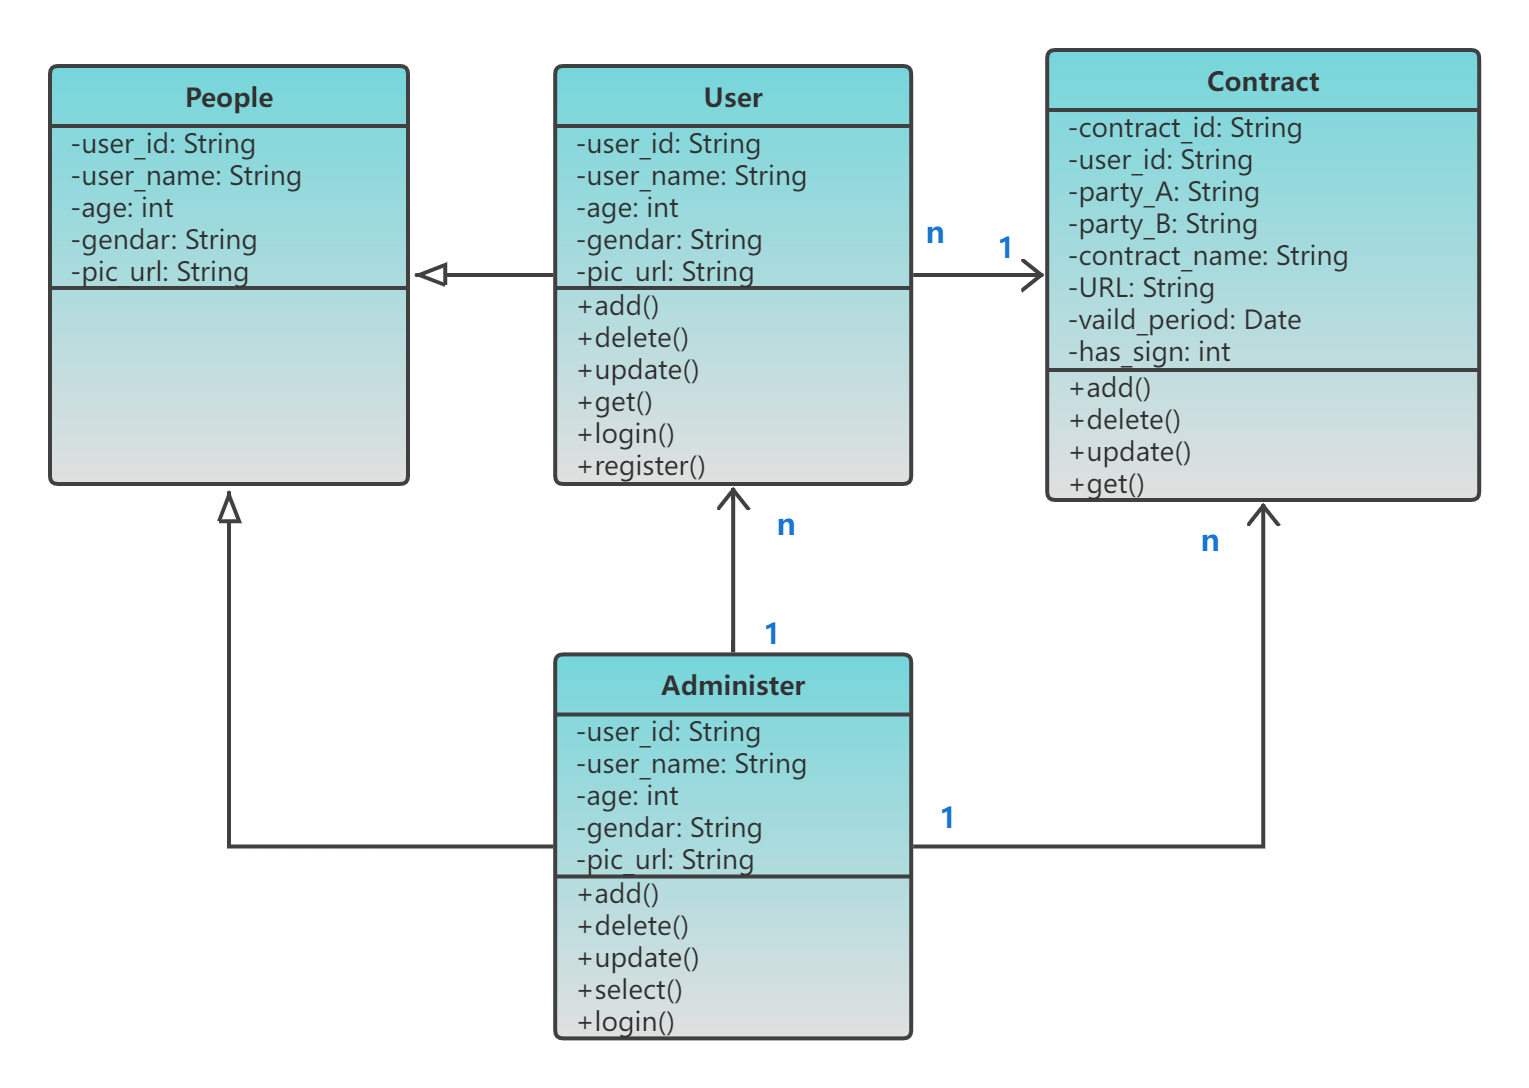 People
-user_id: String
-user_name: String
-age: int
-gendar: String
-pic_url: String
User
-user_id: String
-user_name: String
-age: int
-gendar: String
-pic_url: String
+add()
+delete()
+update()
+get()
+login()
+register()
n
1
Contract
-contract_id: String
-user_id: String
-party_A: String
-party_B: String
-contract_name: String
-URL: String
-vaild_period: Date
-has_sign: int
+add()
+delete()
+update()
+get()
n
n
1
Administer
-user_id: String
-user_name: String
-age: int
-gendar: String
-pic_url: String
+add()
+delete()
+update()
+select()
+login()
1